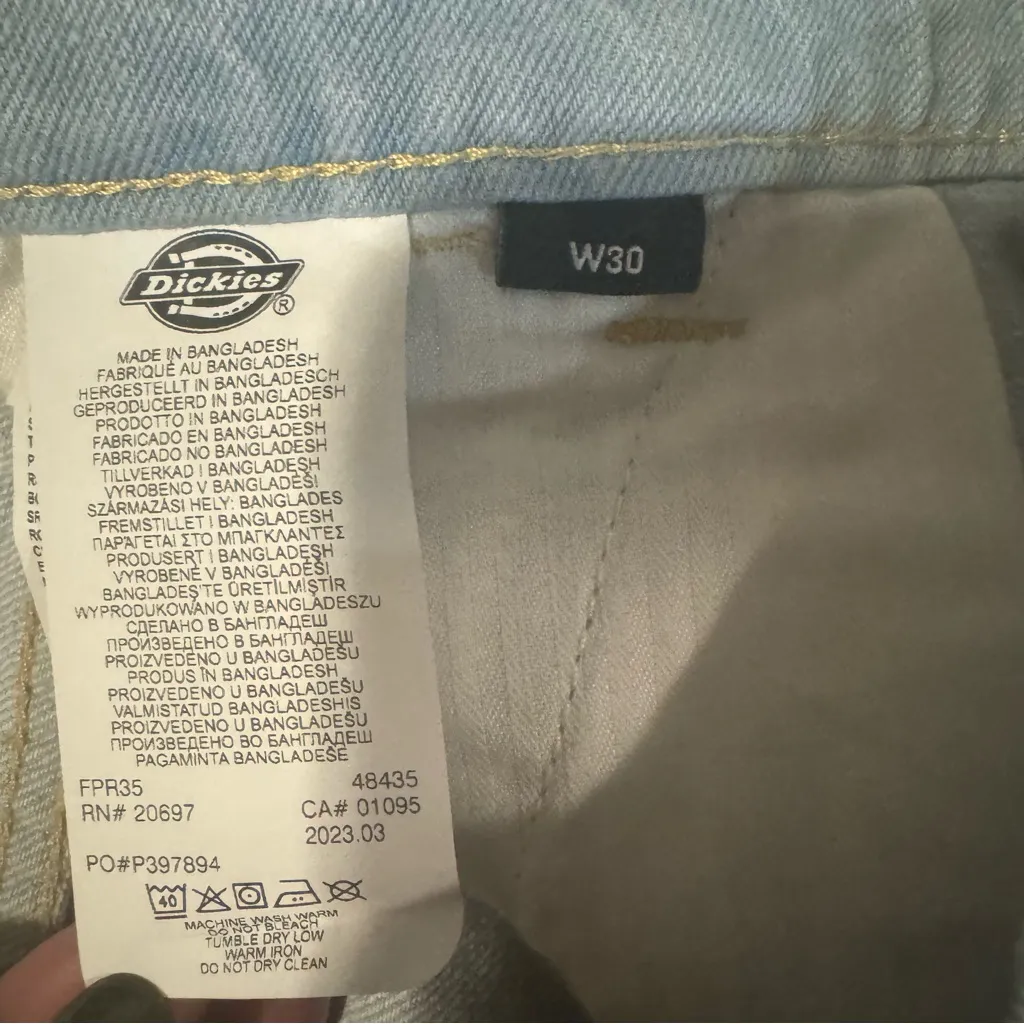 Dickies®
W30
MADE IN BANGLADESH
FABRIQUÉ AU BANGLADESH
HERGESTELLT IN BANGLADESCH
GEPRODUCEERD IN BANGLADESH
PRODOTTO IN BANGLADESH
FABRICADO EN BANGLADESH
FABRICADO NO BANGLADESH
TILLVERKAD I BANGLADESH
VYROBENO V BANGLADÉŠI
SZÁRMAZÁSI HELY: BANGLADES
FREMSTILLET I BANGLADESH
ΠΑΡΑΓΕΤΑΙ ΣΤΟ ΜΠΑΓΚΛΑΝΤΕΣ
PRODUSERT I BANGLADESH
VYROBENÉ V BANGLADÉŠI
BANGLADEŞ'TE ÜRETİLMİŞTİR
WYPRODUKOWANO W BANGLADESZU
СДЕЛАНО В БАНГЛАДЕШ
ПРОИЗВЕДЕНО В БАНГЛАДЕШ
PROIZVEDENO U BANGLADEŠU
PRODUS ÎN BANGLADESH
PROIZVEDENO U BANGLADEŠU
VALMISTATUD BANGLADESHIS
PROIZVEDENO U BANGLADEŠU
ПРОИЗВЕДЕНО ВО БАНГЛАДЕШ
PAGAMINTA BANGLADEŠE
FPR35 48435
RN# 20697 CA# 01095
2023.03
PO#P397894
40
MACHINE WASH WARM
DO NOT BLEACH
TUMBLE DRY LOW
WARM IRON
DO NOT DRY CLEAN